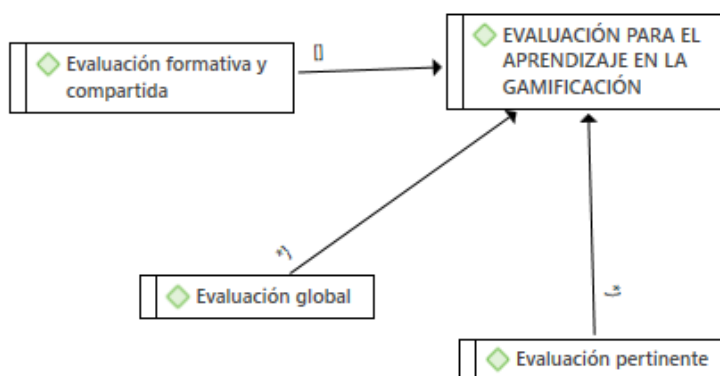 EVALUACIÓN PARA EL
APRENDIZAJE EN LA
GAMIFICACIÓN
[]
Evaluación formativa y
compartida
*}
Evaluación global
Evaluación pertinente